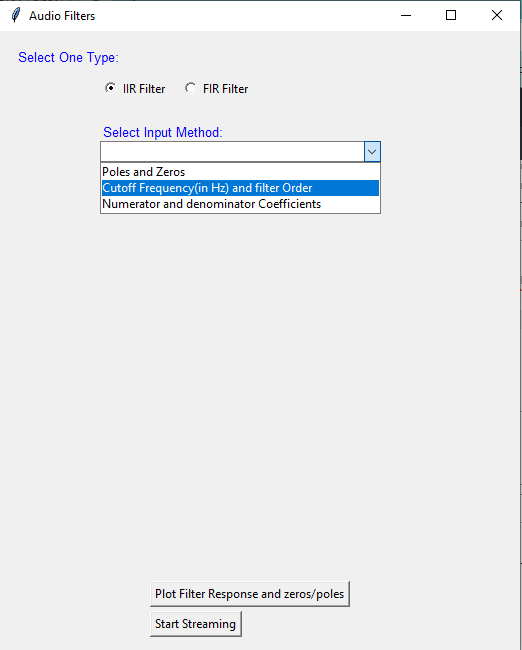 Audio Filters
Select One Type:
IIR Filter FIR Filter
Select Input Method:
Poles and Zeros
Cutoff Frequency(in Hz) and filter Order
Numerator and denominator Coefficients
Plot Filter Response and zeros/poles
Start Streaming